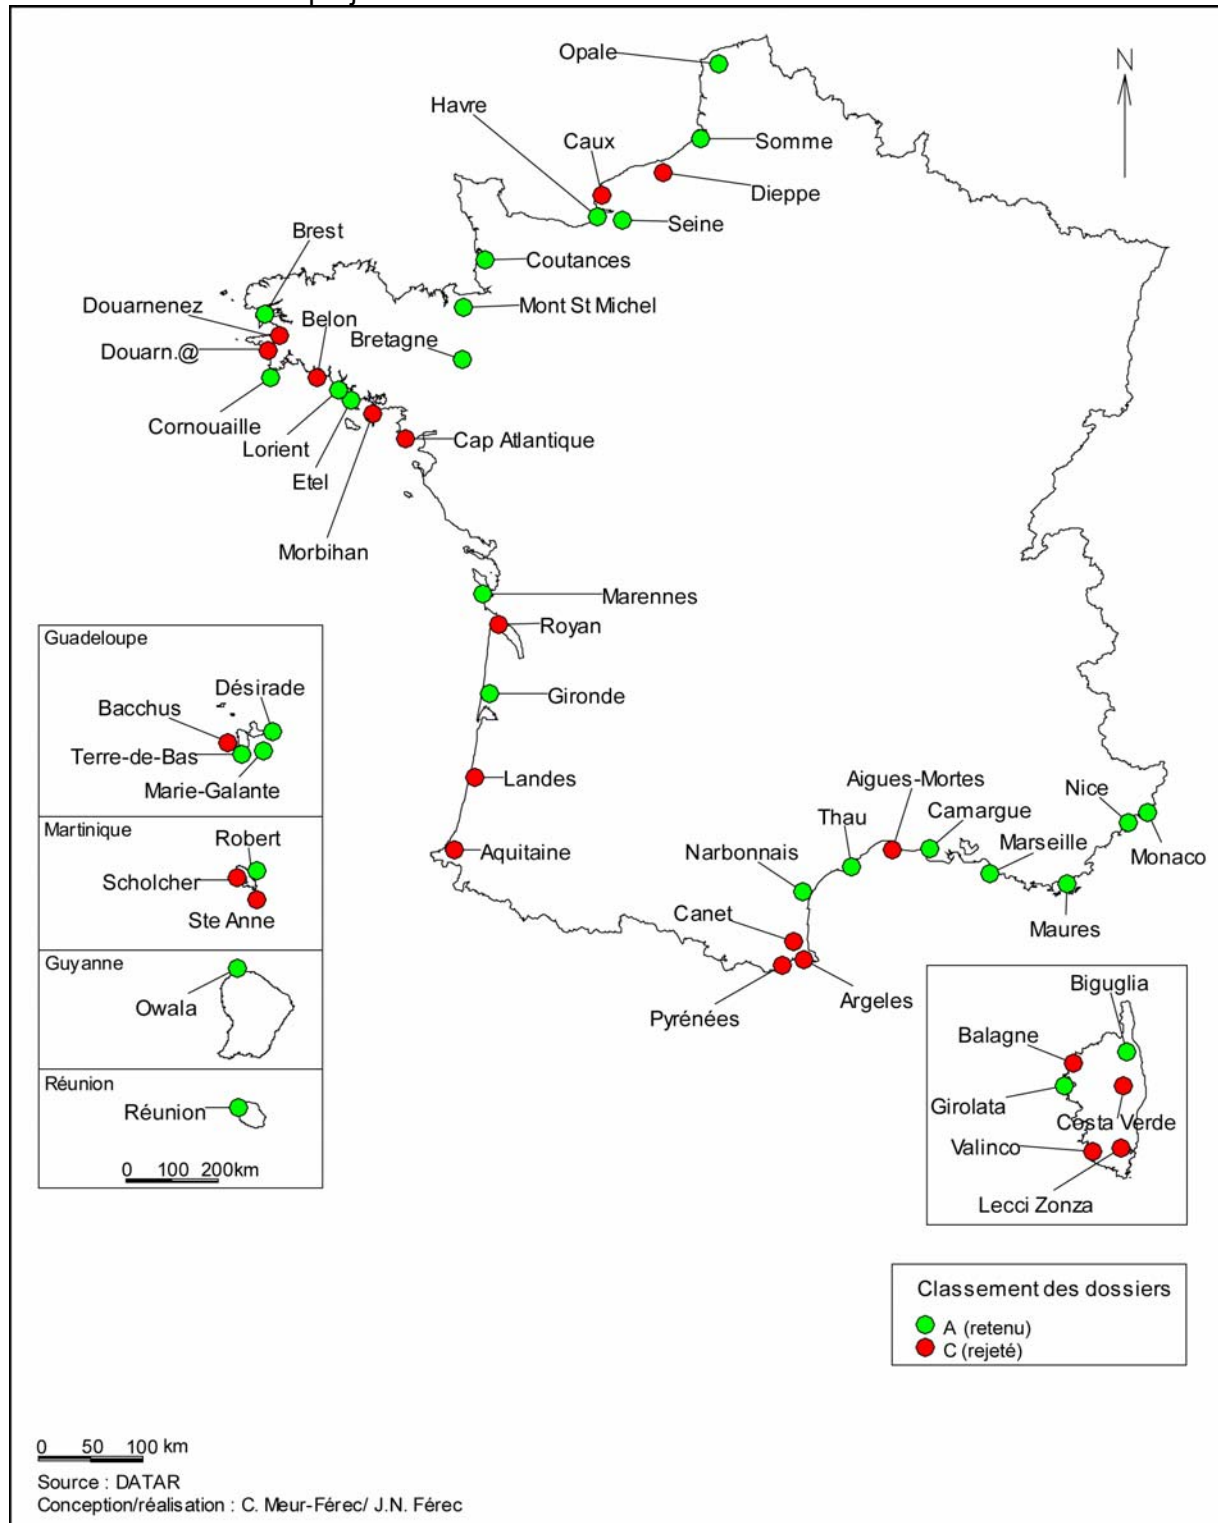 Opale
N
Havre
Caux
Somme
Dieppe
Seine
Brest
Coutances
Douarnenez
Belon
Mont St Michel
Bretagne
Douarn.@
Cornouaille
Lorient
Cap Atlantique
Etel
Morbihan
Marennes
Royan
Gironde
Landes
Aquitaine
Aigues-Mortes
Nice
Camargue
Thau
Marseille
Monaco
Narbonnais
Canet
Maures
Argeles
Pyrénées
Guadeloupe
Désirade
Bacchus
Terre-de-Bas
Marie-Galante
Martinique
Robert
Scholcher
Ste Anne
Guyanne
Owala
Réunion
Réunion
0 100 200km
Biguglia
Balagne
Girolata
Costa Verde
Valinco
Lecci Zonza
Classement des dossiers
A (retenu)
C (rejeté)
0 50 100 km
Source : DATAR
Conception/réalisation : C. Meur-Férec/ J.N. Férec